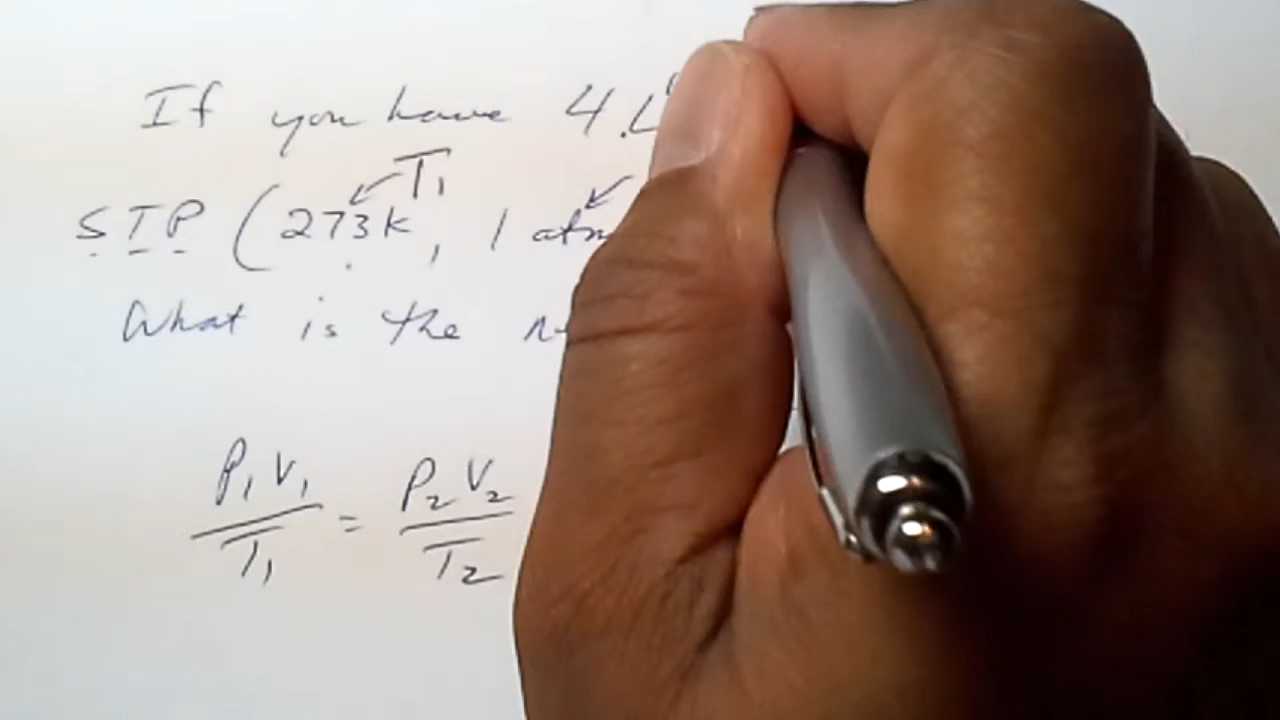 If you have 4.
T₁
STP (273K, 1 atm
What is the
P₁V₁ / T₁ = P₂V₂ / T₂